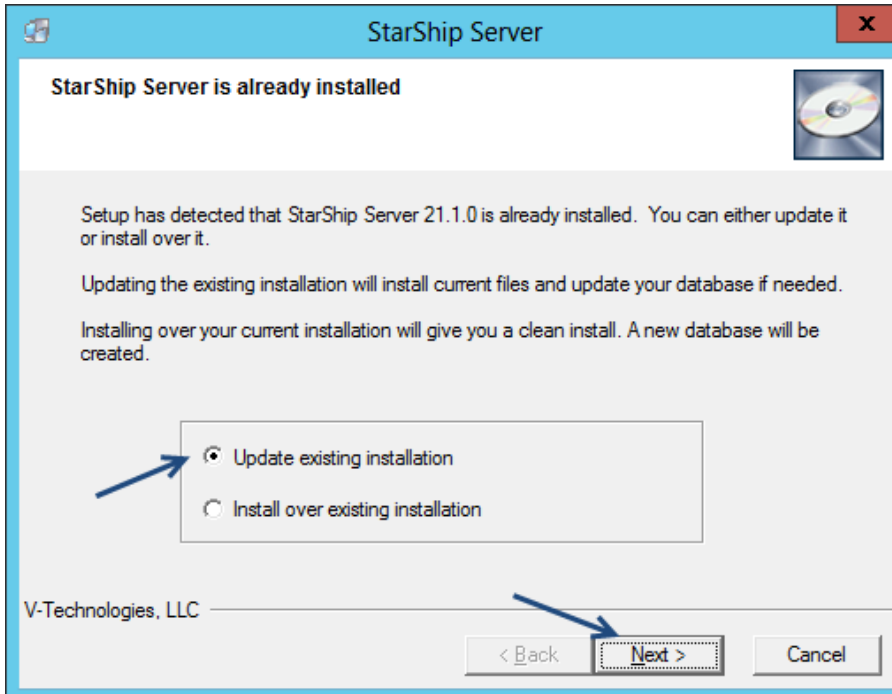 StarShip Server
X
StarShip Server is already installed
Setup has detected that StarShip Server 21.1.0 is already installed.  You can either update it
or install over it.
Updating the existing installation will install current files and update your database if needed.
Installing over your current installation will give you a clean install. A new database will be
created.
Update existing installation
Install over existing installation
V-Technologies, LLC
< Back
Next >
Cancel